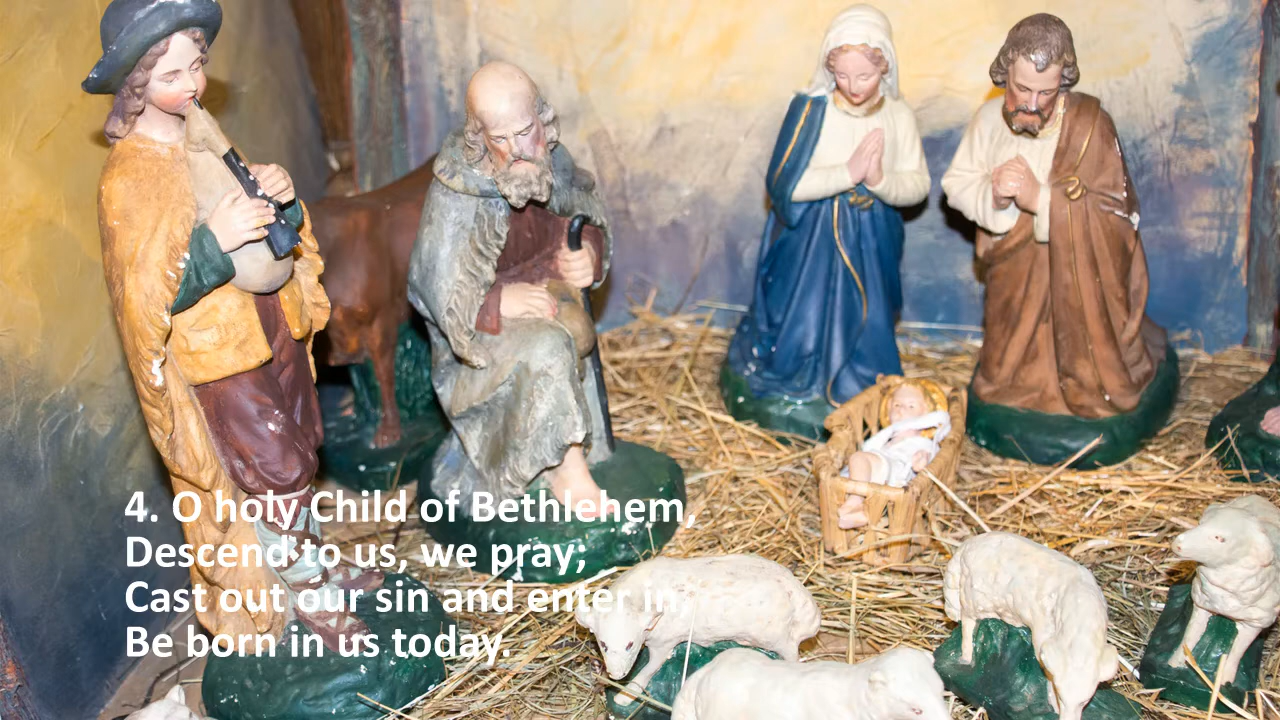 4. O holy Child of Bethlehem,
Descend to us, we pray;
Cast out our sin and enter in,
Be born in us today.